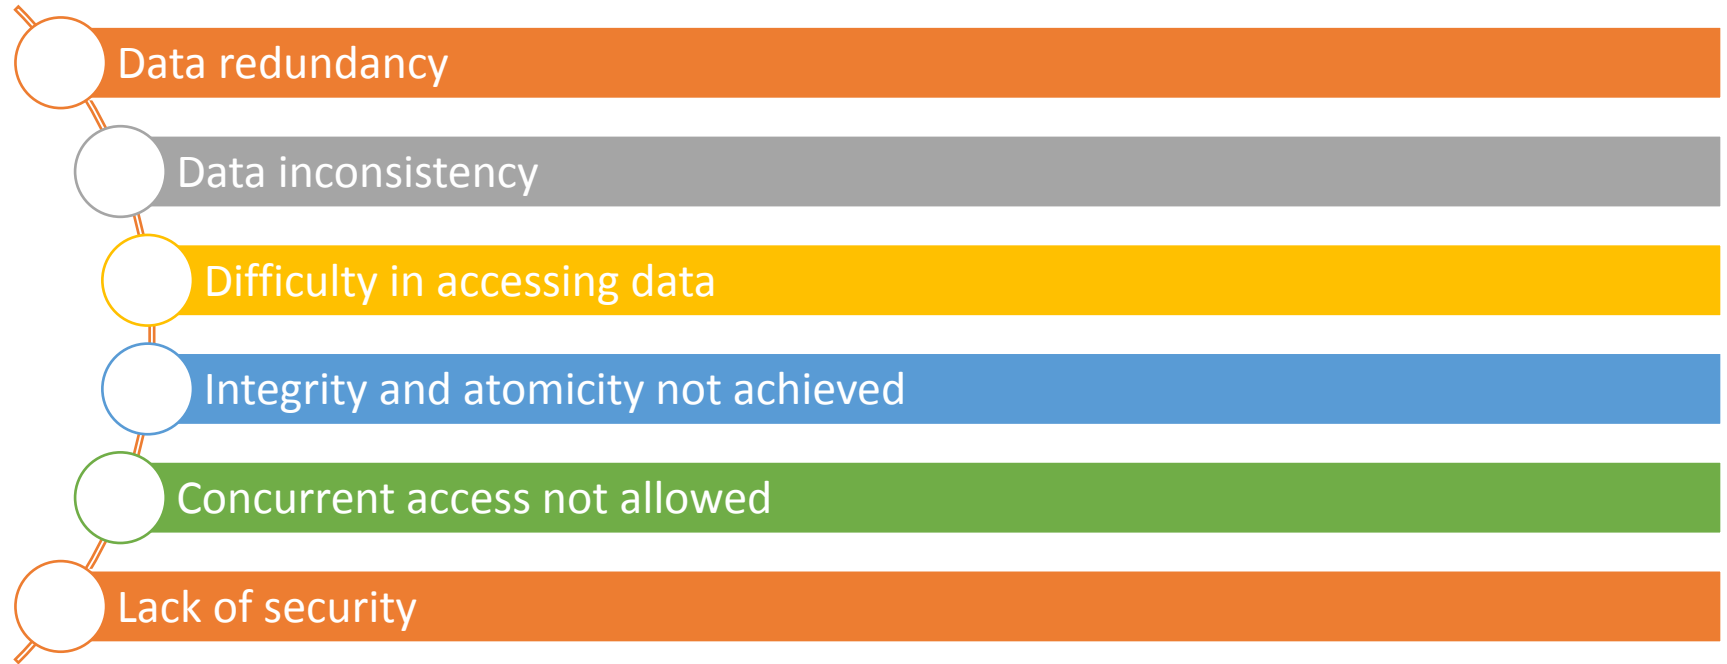 Data redundancy
Data inconsistency
Difficulty in accessing data
Integrity and atomicity not achieved
Concurrent access not allowed
Lack of security